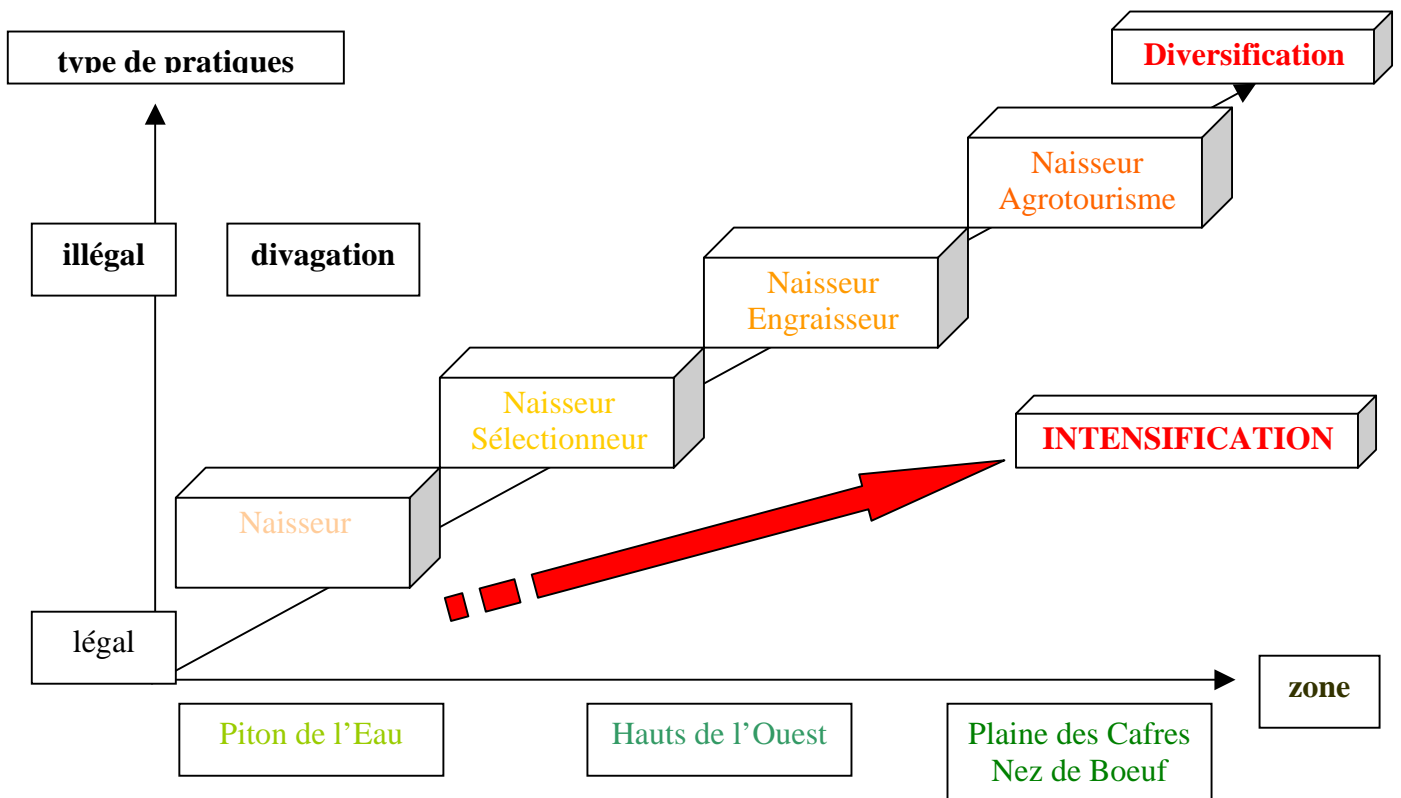 type de pratiques
Diversification
Naisseur
Agrotourisme
illégal
divagation
Naisseur
Engraisseur
Naisseur
Sélectionneur
INTENSIFICATION
Naisseur
légal
zone
Piton de l’Eau
Hauts de l’Ouest
Plaine des Cafres
Nez de Boeuf